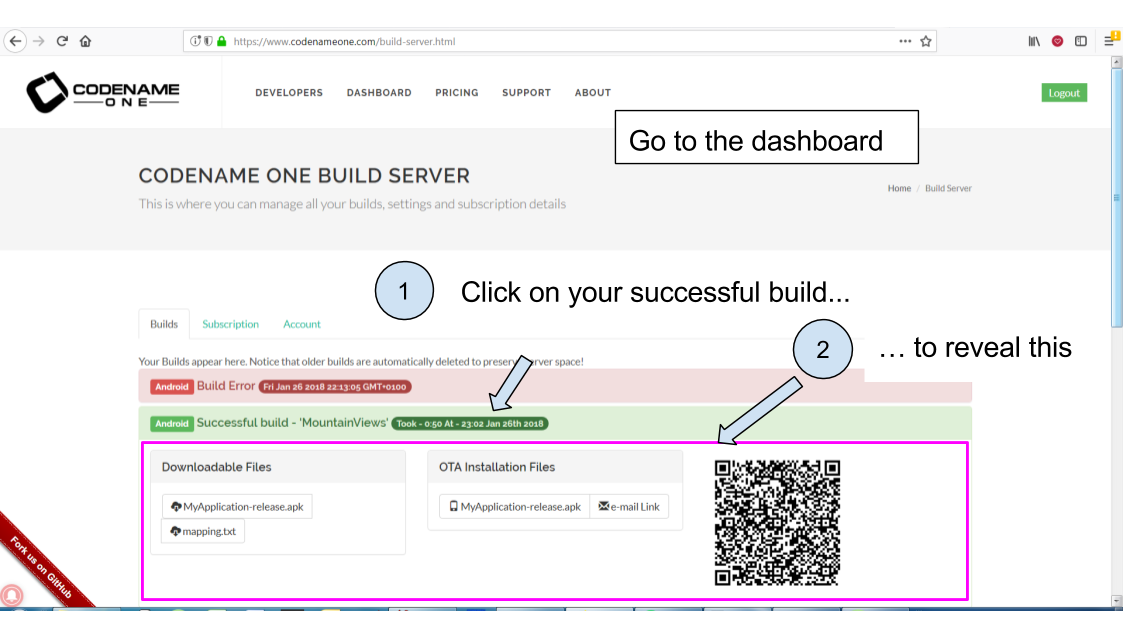 https://www.codenameone.com/build-server.html
CODENAME
ONE
DEVELOPERS DASHBOARD PRICING SUPPORT ABOUT
Logout
Go to the dashboard
CODENAME ONE BUILD SERVER
This is where you can manage all your builds, settings and subscription details
Home / Build Server
1 Click on your successful build...
Builds Subscription Account
2 … to reveal this
Your Builds appear here. Notice that older builds are automatically deleted to preserve server space!
Android Build Error Fri Jan 26 2018 22:13:05 GMT+0100
Android Successful build - 'MountainViews' Took - 0:50 At - 23:02 Jan 26th 2018
Downloadable Files
OTA Installation Files
MyApplication-release.apk
mapping.txt
MyApplication-release.apk
e-mail Link
Fork us on GitHub